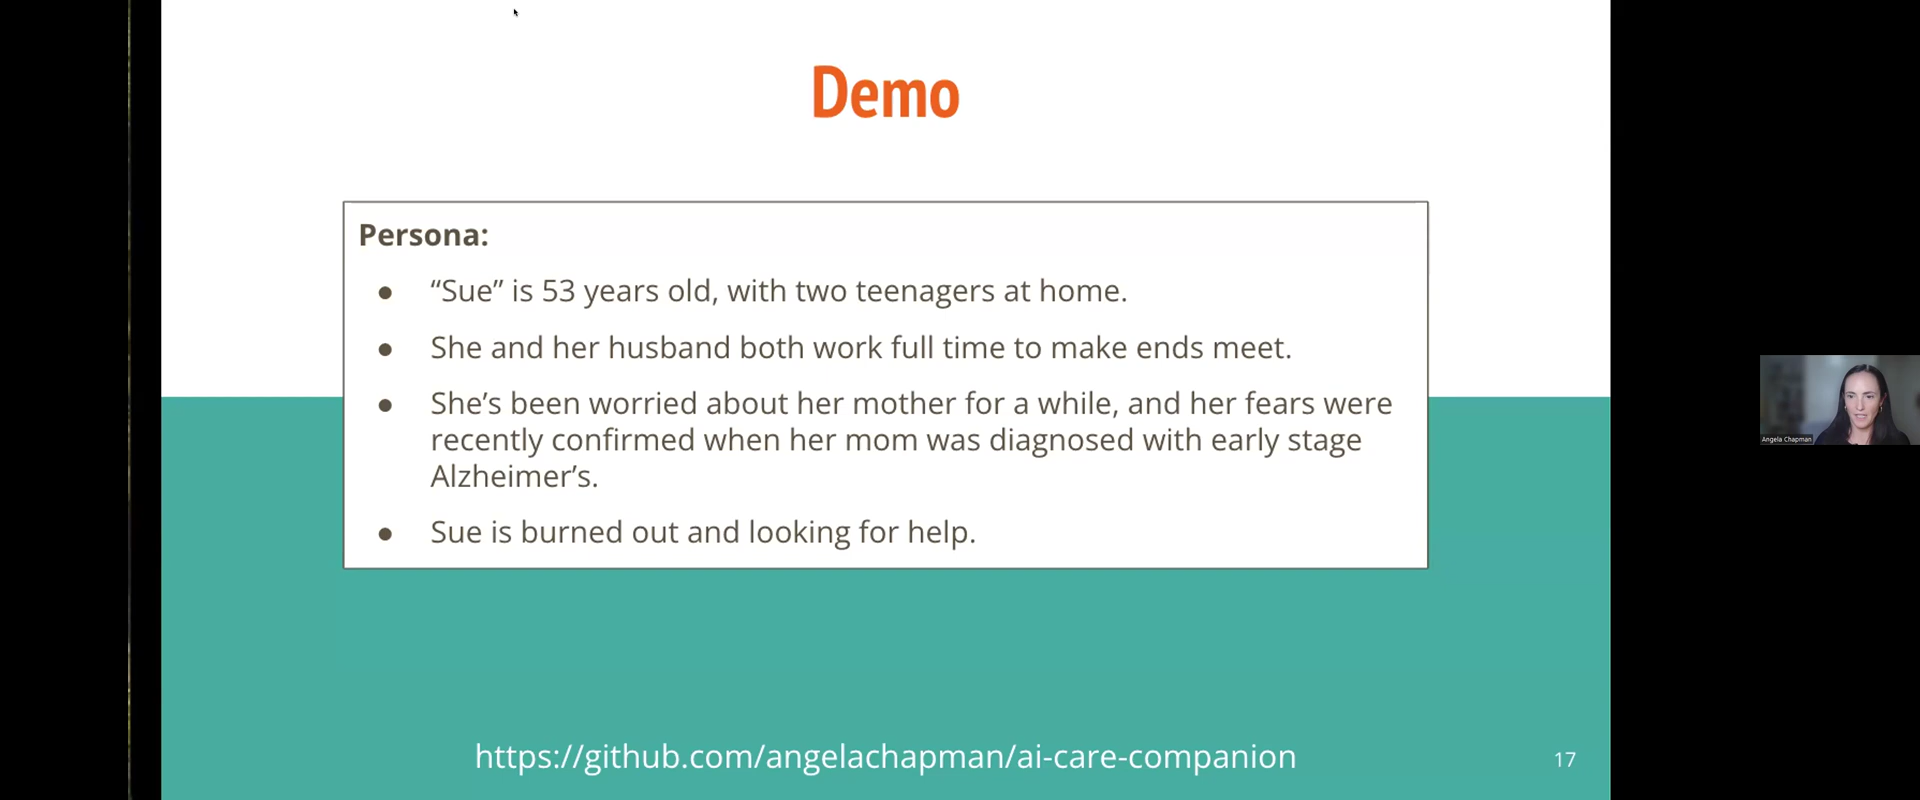 Demo
Persona:
● “Sue” is 53 years old, with two teenagers at home.
● She and her husband both work full time to make ends meet.
● She’s been worried about her mother for a while, and her fears were
recently confirmed when her mom was diagnosed with early stage
Alzheimer’s.
● Sue is burned out and looking for help.
Angela Chapman
https://github.com/angelachapman/ai-care-companion
17